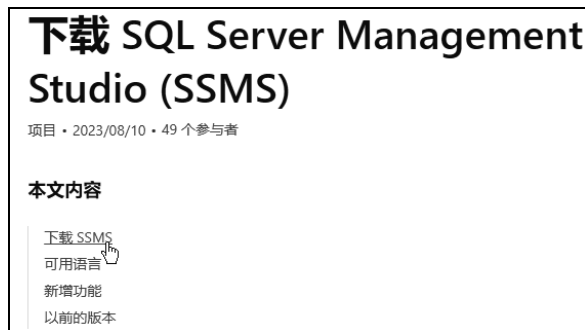 下载 SQL Server Management
Studio (SSMS)
项目 • 2023/08/10 • 49 个参与者
本文内容
下载 SSMS
可用语言
新增功能
以前的版本